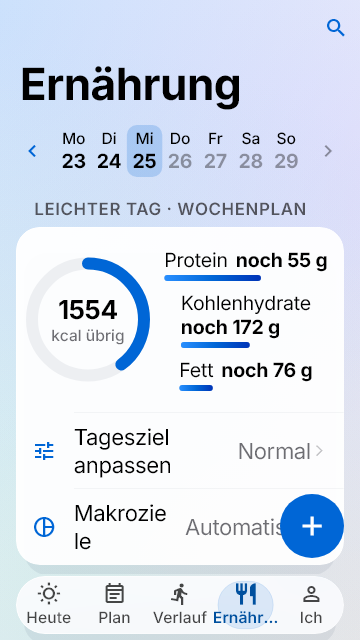 Ernährung
Mo Di Mi Do Fr Sa So
23 24 25 26 27 28 29
LEICHTER TAG · WOCHENPLAN
1554
kcal übrig
Protein noch 55 g
Kohlenhydrate
noch 172 g
Fett noch 76 g
Tagesziel
anpassen
Normal
Makrozie
le
Automatis
Heute Plan Verlauf Ernähr… Ich